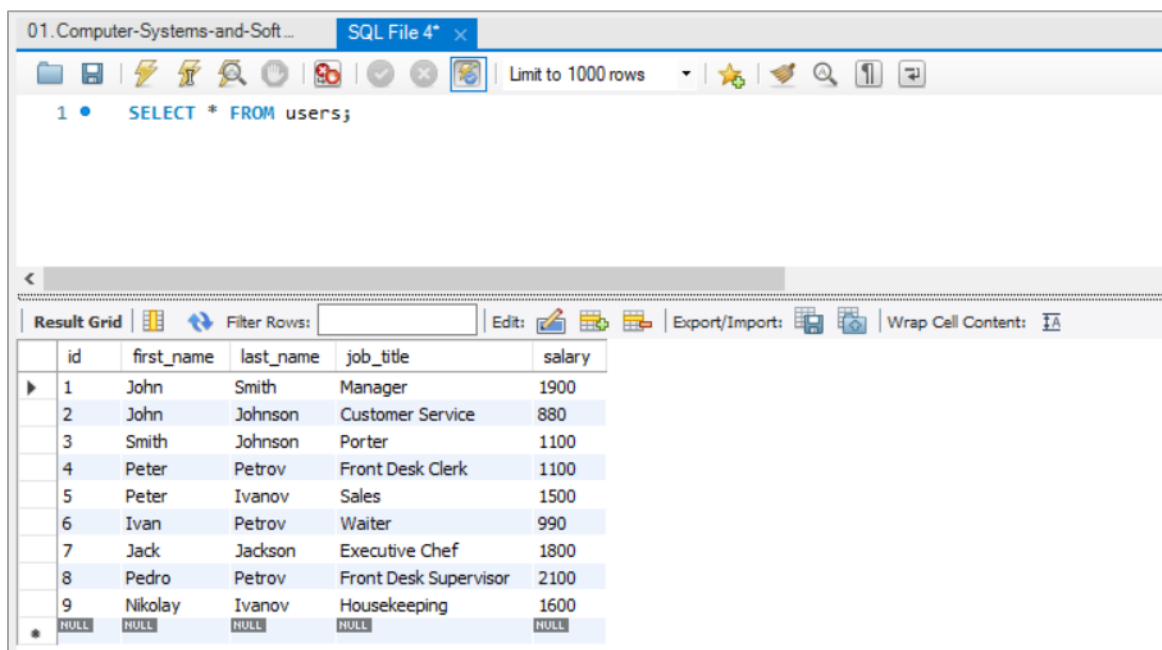 01.Computer-Systems-and-Soft... SQL File 4* ×
Limit to 1000 rows
1 SELECT * FROM users;
Result Grid Filter Rows: Edit: Export/Import: Wrap Cell Content: IA
id first_name last_name job_title salary
1 John Smith Manager 1900
2 John Johnson Customer Service 880
3 Smith Johnson Porter 1100
4 Peter Petrov Front Desk Clerk 1100
5 Peter Ivanov Sales 1500
6 Ivan Petrov Waiter 990
7 Jack Jackson Executive Chef 1800
8 Pedro Petrov Front Desk Supervisor 2100
9 Nikolay Ivanov Housekeeping 1600
NULL NULL NULL NULL NULL